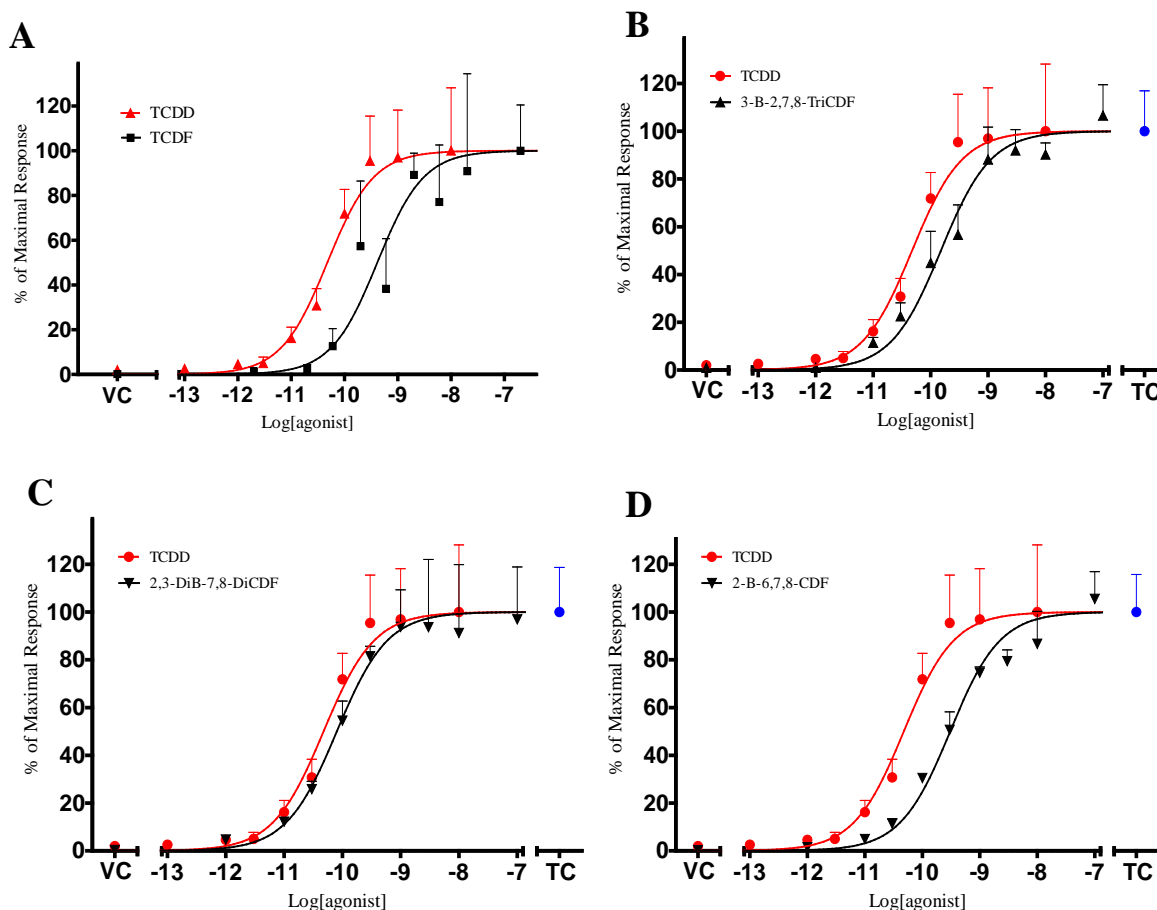 A
% of Maximal Response
120
100
80
60
40
20
0
TCDD
TCDF
VC -13 -12 -11 -10 -9 -8 -7
Log[agonist]
B
% of Maximal Response
120
100
80
60
40
20
0
TCDD
3-B-2,7,8-TriCDF
VC -13 -12 -11 -10 -9 -8 -7 TC
Log[agonist]
C
% of Maximal Response
120
100
80
60
40
20
0
TCDD
2,3-DiB-7,8-DiCDF
VC -13 -12 -11 -10 -9 -8 -7 TC
Log[agonist]
D
% of Maximal Response
120
100
80
60
40
20
0
TCDD
2-B-6,7,8-CDF
VC -13 -12 -11 -10 -9 -8 -7 TC
Log[agonist]